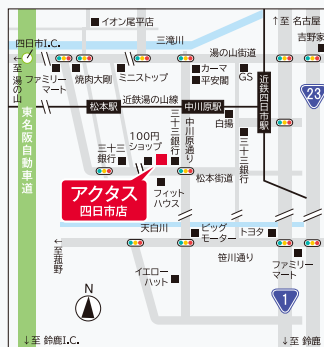 イオン尾平店
↑至 名古屋
四日市I.C.
三滝川
吉野家
湯の山街道
←至 湯の山
ファミリーマート
焼肉大剛
ミニストップ
カーマ
平安閣
GS
近鉄四日市駅
23
近鉄湯の山線
松本駅
中川原駅
東名阪自動車道
100円ショップ
三十三銀行
三十三銀行
中川原通り
白揚
三十三銀行
アクタス
四日市店
フィットハウス
松本街道
天白川
←至 菰野
ビッグモーター
トヨタ
笹川通り
イエローハット
ファミリーマート
N
1
↓至 鈴鹿I.C.
↓至 鈴鹿